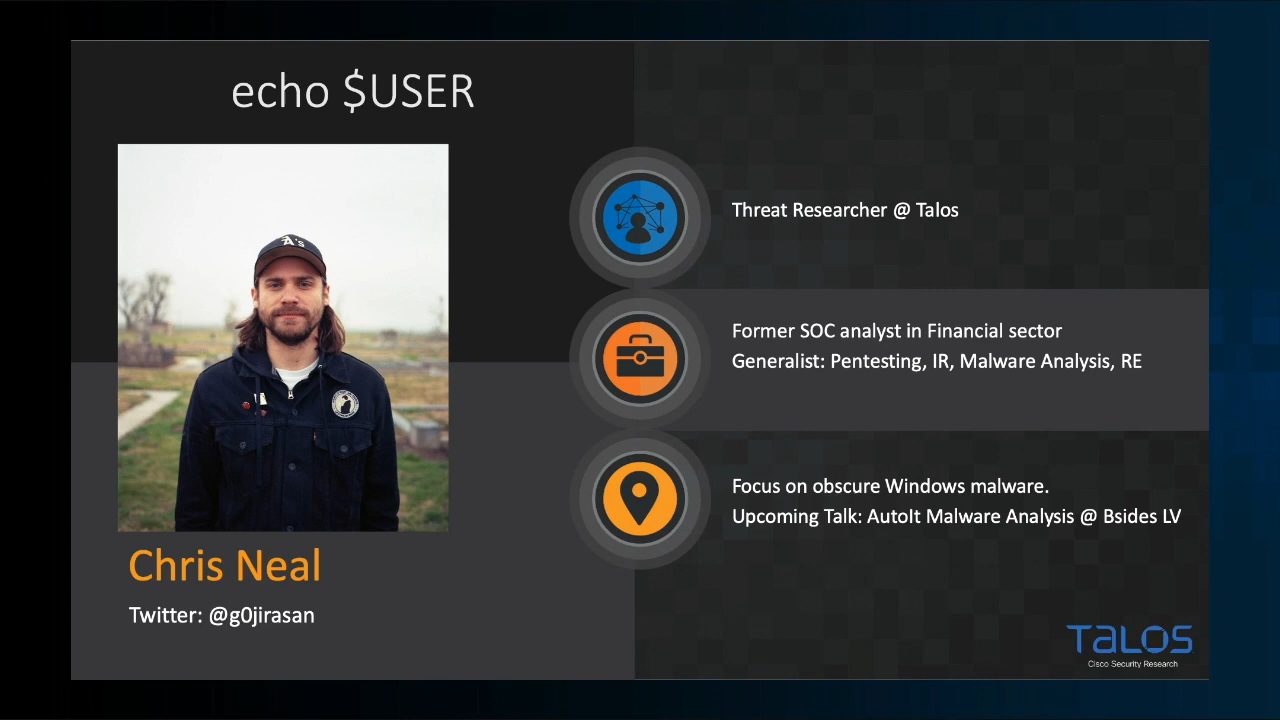 echo $USER
A's
Threat Researcher @ Talos
Former SOC analyst in Financial sector
Generalist: Pentesting, IR, Malware Analysis, RE
Focus on obscure Windows malware.
Upcoming Talk: AutoIt Malware Analysis @ Bsides LV
Chris Neal
Twitter: @g0jirasan
TALOS
Cisco Security Research